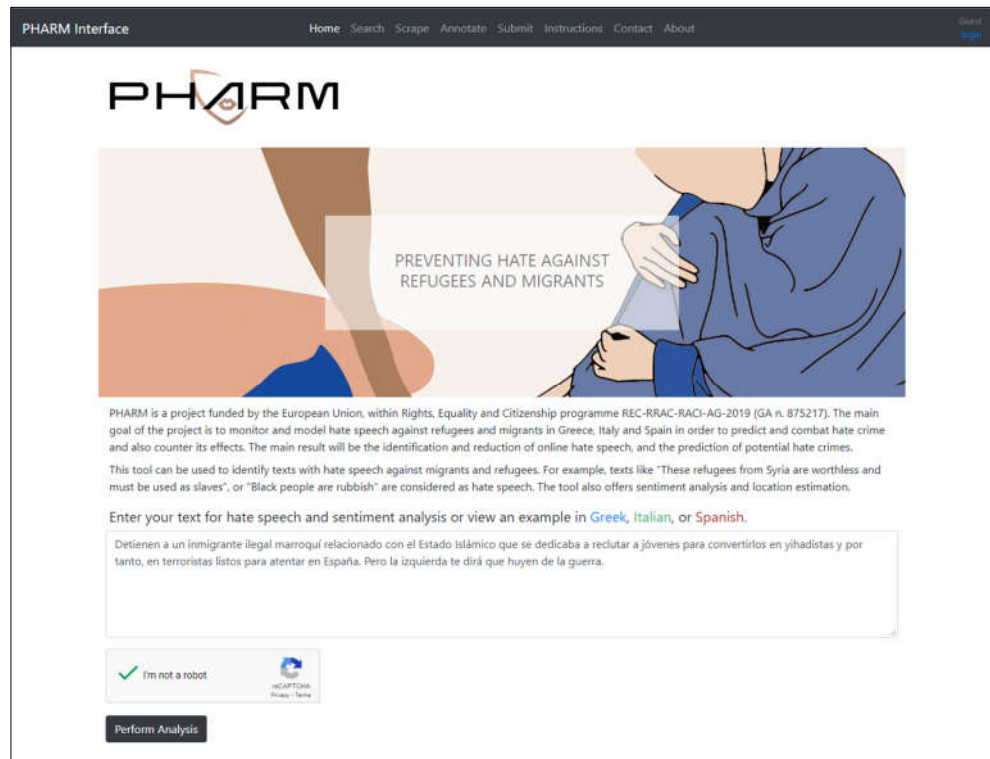 PHARM Interface Home Search Scrape Annotate Submit Instructions Contact About Guest
login
PHARM
PREVENTING HATE AGAINST
REFUGEES AND MIGRANTS
PHARM is a project funded by the European Union, within Rights, Equality and Citizenship programme REC-RRAC-RACI-AG-2019 (GA n. 875217). The main
goal of the project is to monitor and model hate speech against refugees and migrants in Greece, Italy and Spain in order to predict and combat hate crime
and also counter its effects. The main result will be the identification and reduction of online hate speech, and the prediction of potential hate crimes.
This tool can be used to identify texts with hate speech against migrants and refugees. For example, texts like "These refugees from Syria are worthless and
must be used as slaves", or "Black people are rubbish" are considered as hate speech. The tool also offers sentiment analysis and location estimation.
Enter your text for hate speech and sentiment analysis or view an example in Greek, Italian, or Spanish.
Detienen a un inmigrante ilegal marroquí relacionado con el Estado Islámico que se dedicaba a reclutar a jóvenes para convertirlos en yihadistas y por
tanto, en terroristas listos para atentar en España. Pero la izquierda te dirá que huyen de la guerra.
I'm not a robot
reCAPTCHA
Privacy - Terms
Perform Analysis